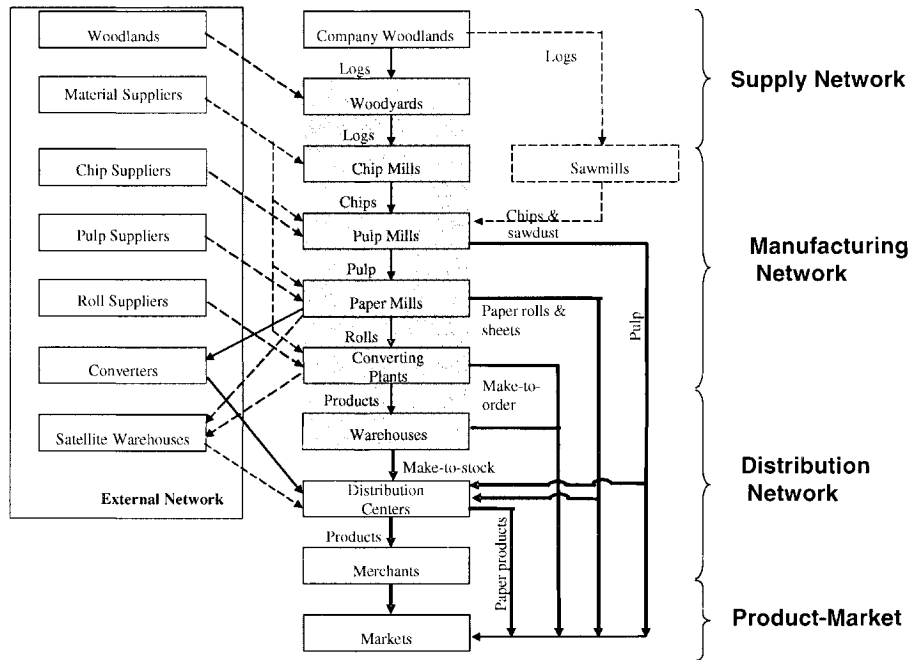 Woodlands
Company Woodlands
Logs
Logs
Supply Network
Material Suppliers
Woodyards
Logs
Chip Suppliers
Chip Mills
Sawmills
Chips
Chips &
sawdust
Pulp Suppliers
Pulp Mills
Manufacturing
Network
Pulp
Roll Suppliers
Paper Mills
Paper rolls &
sheets
Pulp
Rolls
Converters
Converting
Plants
Make-to-
order
Products
Satellite Warehouses
Warehouses
Make-to-stock
Distribution
Network
External Network
Distribution
Centers
Products
Paper products
Merchants
Product-Market
Markets